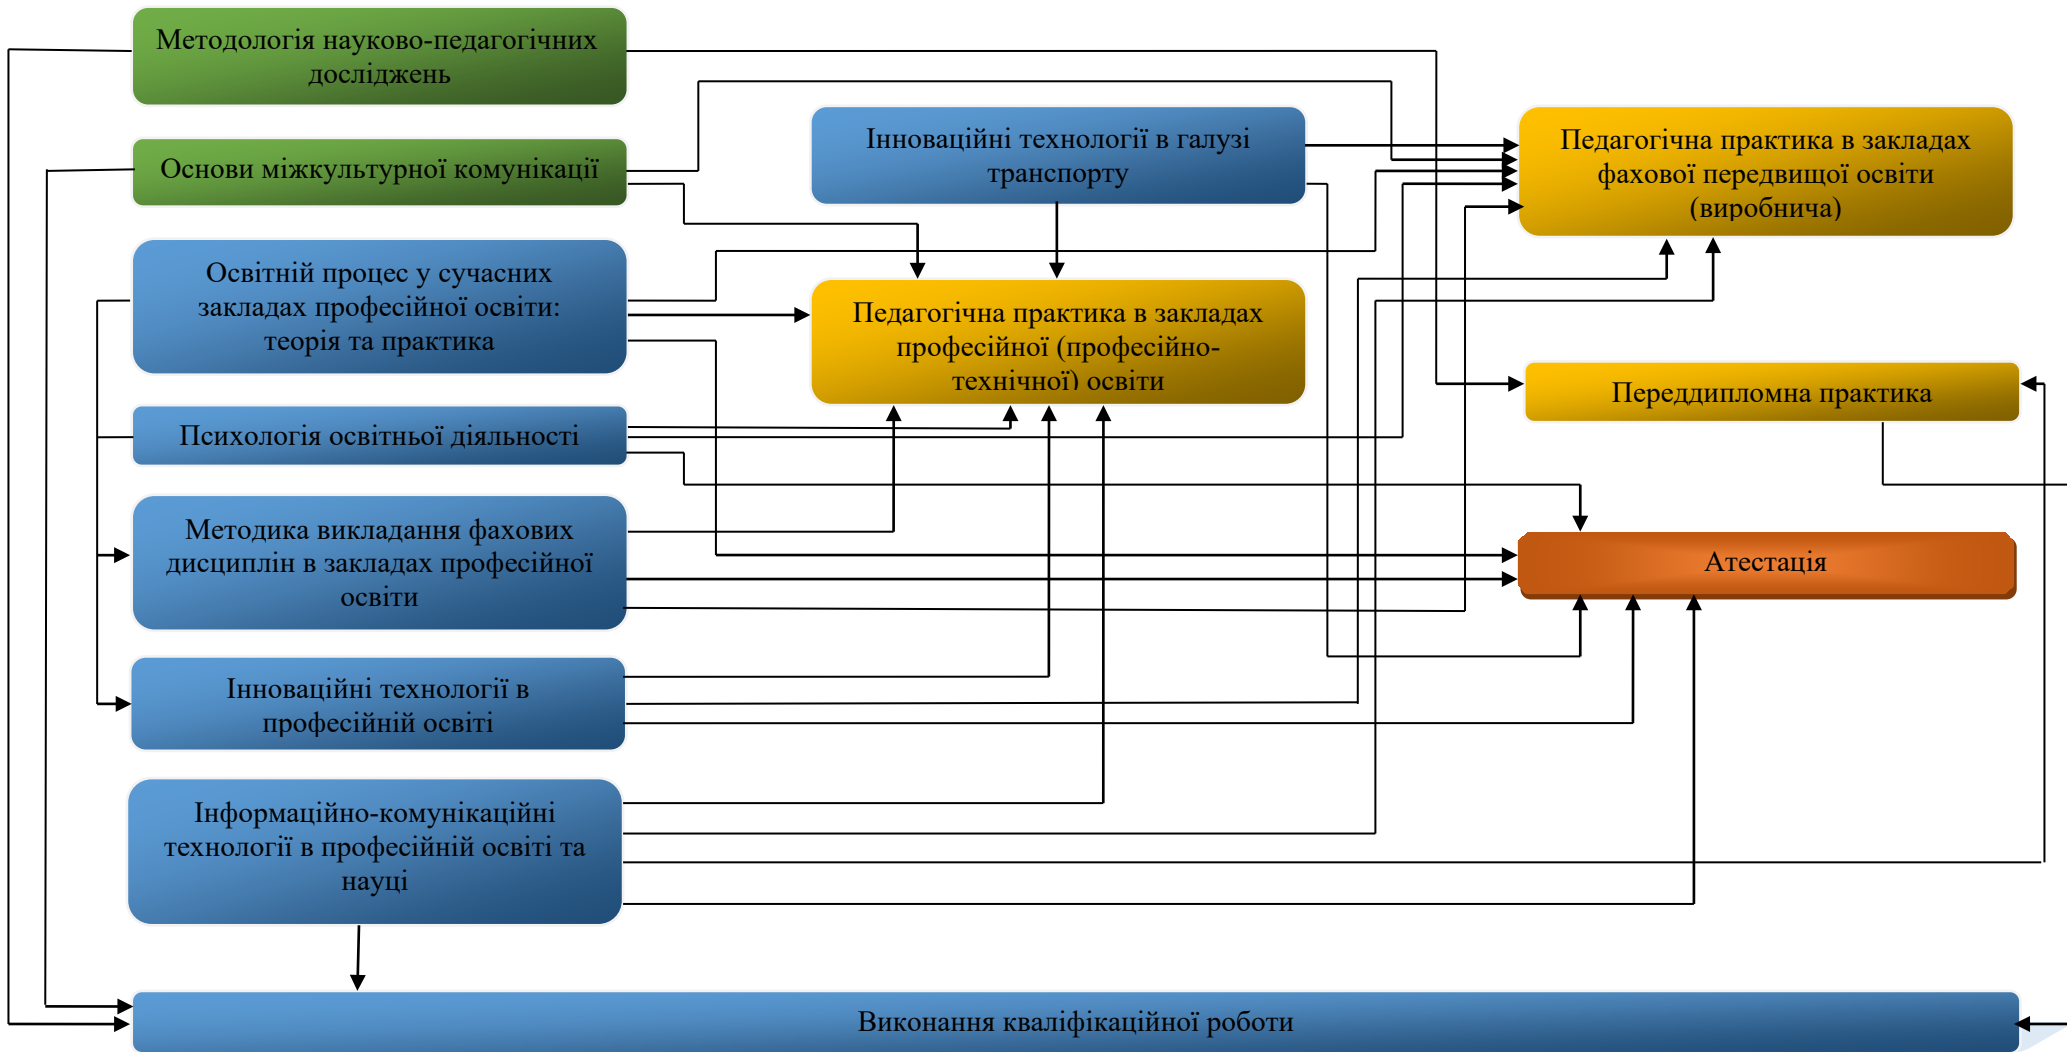 Методологія науково-педагогічних
досліджень
Основи міжкультурної комунікації
Інноваційні технології в галузі
транспорту
Педагогічна практика в закладах
фахової передвищої освіти
(виробнича)
Освітній процес у сучасних
закладах професійної освіти:
теорія та практика
Педагогічна практика в закладах
професійної (професійно-
технічної) освіти
Переддипломна практика
Психологія освітньої діяльності
Методика викладання фахових
дисциплін в закладах професійної
освіти
Атестація
Інноваційні технології в
професійній освіті
Інформаційно-комунікаційні
технології в професійній освіті та
науці
Виконання кваліфікаційної роботи